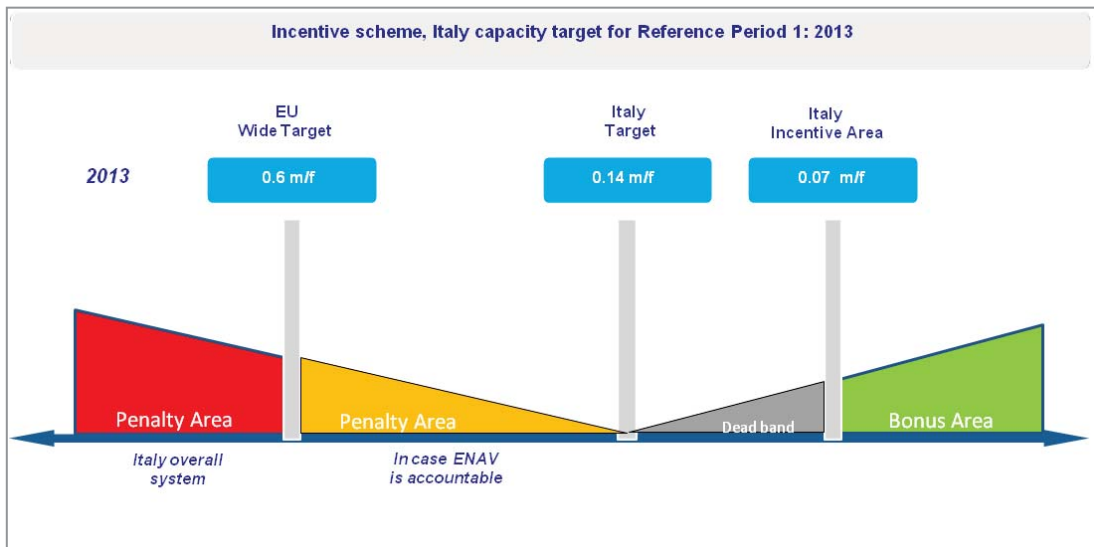 Incentive scheme, Italy capacity target for Reference Period 1: 2013
EU
Wide Target
Italy
Target
Italy
Incentive Area
2013
0.6 m/f
0.14 m/f
0.07 m/f
Penalty Area
Penalty Area
Dead band
Bonus Area
Italy overall
system
In case ENAV
is accountable